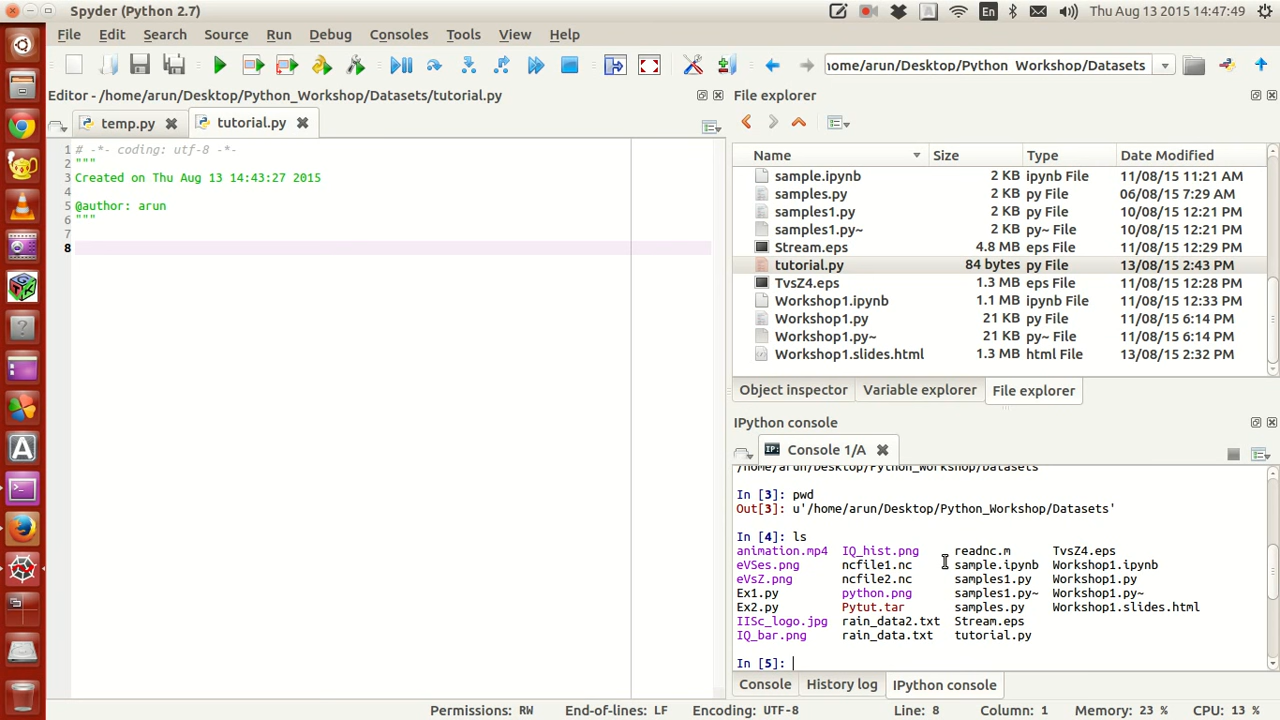 Spyder (Python 2.7)
En
Thu Aug 13 2015 14:47:49
File Edit Search Source Run Debug Consoles Tools View Help
home/arun/Desktop/Python_Workshop/Datasets
Editor - /home/arun/Desktop/Python_Workshop/Datasets/tutorial.py
temp.py
tutorial.py
1 # -*- coding: utf-8 -*-
2 """
3 Created on Thu Aug 13 14:43:27 2015
4
5 @author: arun
6 """
7
8
File explorer
Name Size Type Date Modified
sample.ipynb 2 KB ipynb File 11/08/15 11:21 AM
samples.py 2 KB py File 06/08/15 7:29 AM
samples1.py 2 KB py File 10/08/15 12:21 PM
samples1.py~ 2 KB py~ File 10/08/15 12:21 PM
Stream.eps 4.8 MB eps File 11/08/15 12:29 PM
tutorial.py 84 bytes py File 13/08/15 2:43 PM
TvsZ4.eps 1.3 MB eps File 11/08/15 12:28 PM
Workshop1.ipynb 1.1 MB ipynb File 11/08/15 12:33 PM
Workshop1.py 21 KB py File 11/08/15 6:14 PM
Workshop1.py~ 21 KB py~ File 11/08/15 6:14 PM
Workshop1.slides.html 1.3 MB html File 13/08/15 2:32 PM
Object inspector Variable explorer File explorer
IPython console
Console 1/A
/home/arun/Desktop/Python_Workshop/Datasets
In [3]: pwd
Out[3]: u'/home/arun/Desktop/Python_Workshop/Datasets'
In [4]: ls
animation.mp4 IQ_hist.png readnc.m TvsZ4.eps
eVSes.png ncfile1.nc sample.ipynb Workshop1.ipynb
eVsZ.png ncfile2.nc samples1.py Workshop1.py
Ex1.py python.png samples1.py~ Workshop1.py~
Ex2.py Pytut.tar samples.py Workshop1.slides.html
IISc_logo.jpg rain_data2.txt Stream.eps
IQ_bar.png rain_data.txt tutorial.py
In [5]:
Console History log IPython console
Permissions: RW End-of-lines: LF Encoding: UTF-8 Line: 8 Column: 1 Memory: 23 % CPU: 13 %